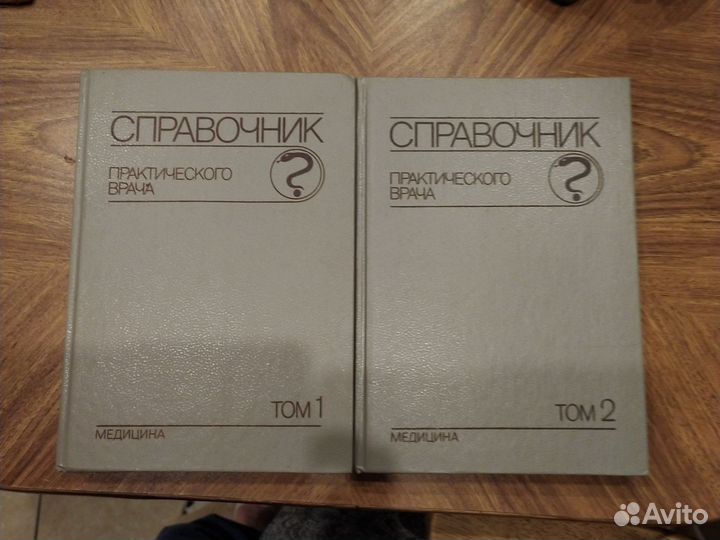 СПРАВОЧНИК
ПРАКТИЧЕСКОГО
ВРАЧА
ТОМ 1
МЕДИЦИНА
СПРАВОЧНИК
ПРАКТИЧЕСКОГО
ВРАЧА
ТОМ 2
МЕДИЦИНА
Avito